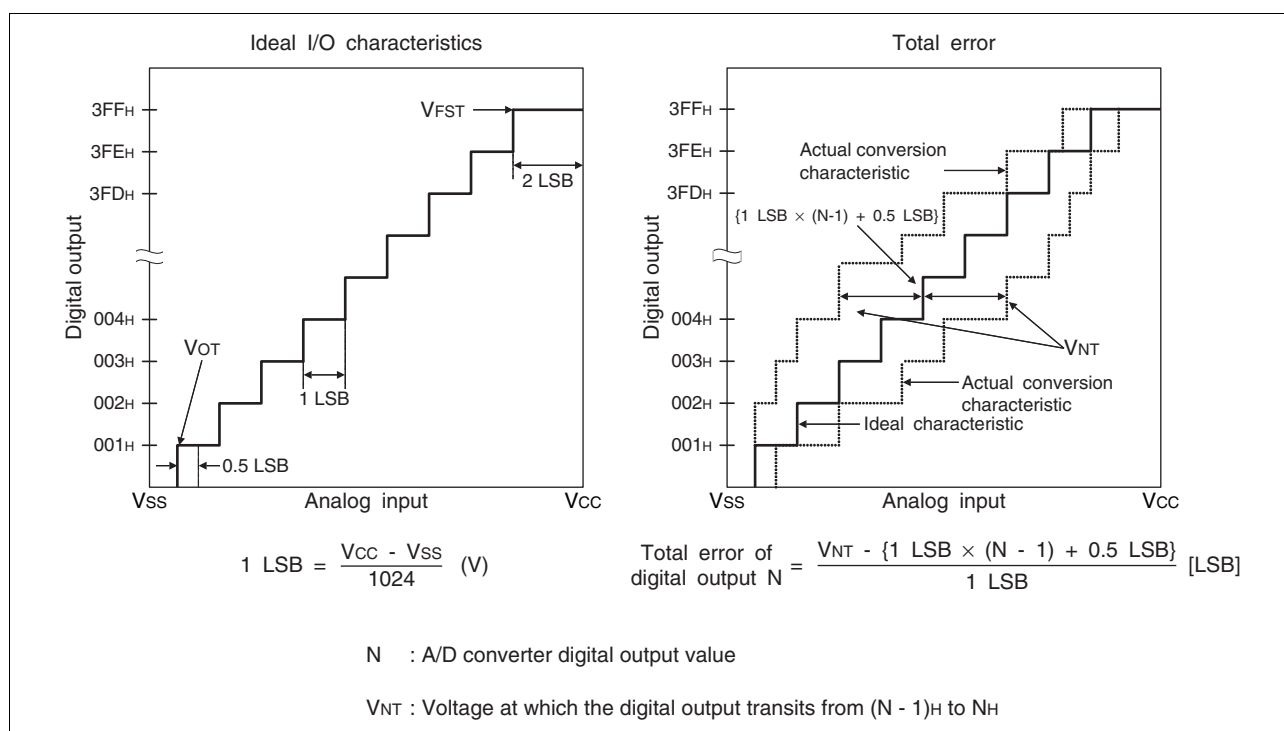 Ideal I/O characteristics
3FFH
3FEH
3FDH
004H
003H
002H
001H
Digital output
VFST
2 LSB
VOT
1 LSB
0.5 LSB
VSS
Analog input
VCC
1 LSB = VCC - VSS / 1024 (V)
Total error
3FFH
3FEH
3FDH
004H
003H
002H
001H
Digital output
Actual conversion
characteristic
{1 LSB × (N-1) + 0.5 LSB}
VNT
Actual conversion
characteristic
Ideal characteristic
VSS
Analog input
VCC
Total error of
digital output N = VNT - {1 LSB × (N - 1) + 0.5 LSB} / 1 LSB [LSB]
N : A/D converter digital output value
VNT : Voltage at which the digital output transits from (N - 1)H to NH